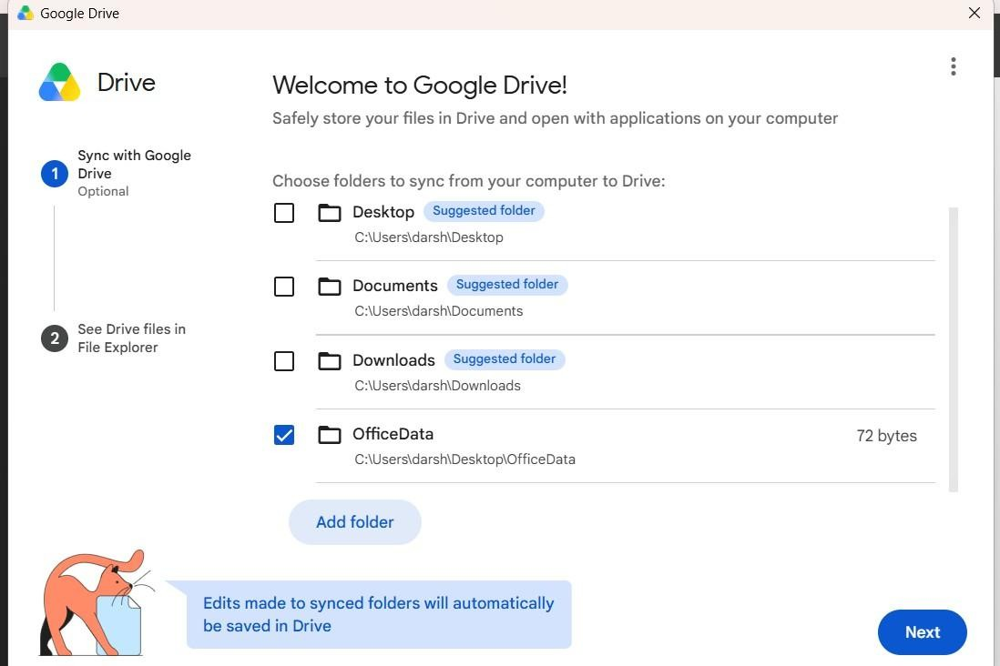 Google Drive
Drive
Welcome to Google Drive!
Safely store your files in Drive and open with applications on your computer
1
Sync with Google
Drive
Optional
2
See Drive files in
File Explorer
Choose folders to sync from your computer to Drive:
Desktop Suggested folder
C:\Users\darsh\Desktop
Documents Suggested folder
C:\Users\darsh\Documents
Downloads Suggested folder
C:\Users\darsh\Downloads
OfficeData 72 bytes
C:\Users\darsh\Desktop\OfficeData
Add folder
Edits made to synced folders will automatically
be saved in Drive
Next